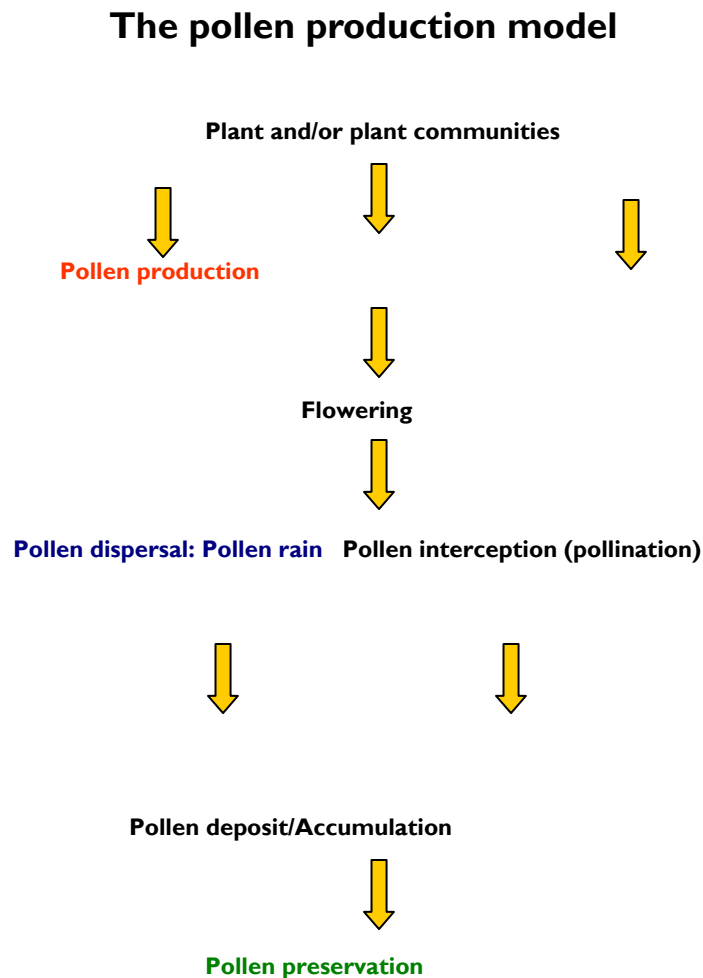 The pollen production model
Plant and/or plant communities
Pollen production
Flowering
Pollen dispersal: Pollen rain Pollen interception (pollination)
Pollen deposit/Accumulation
Pollen preservation